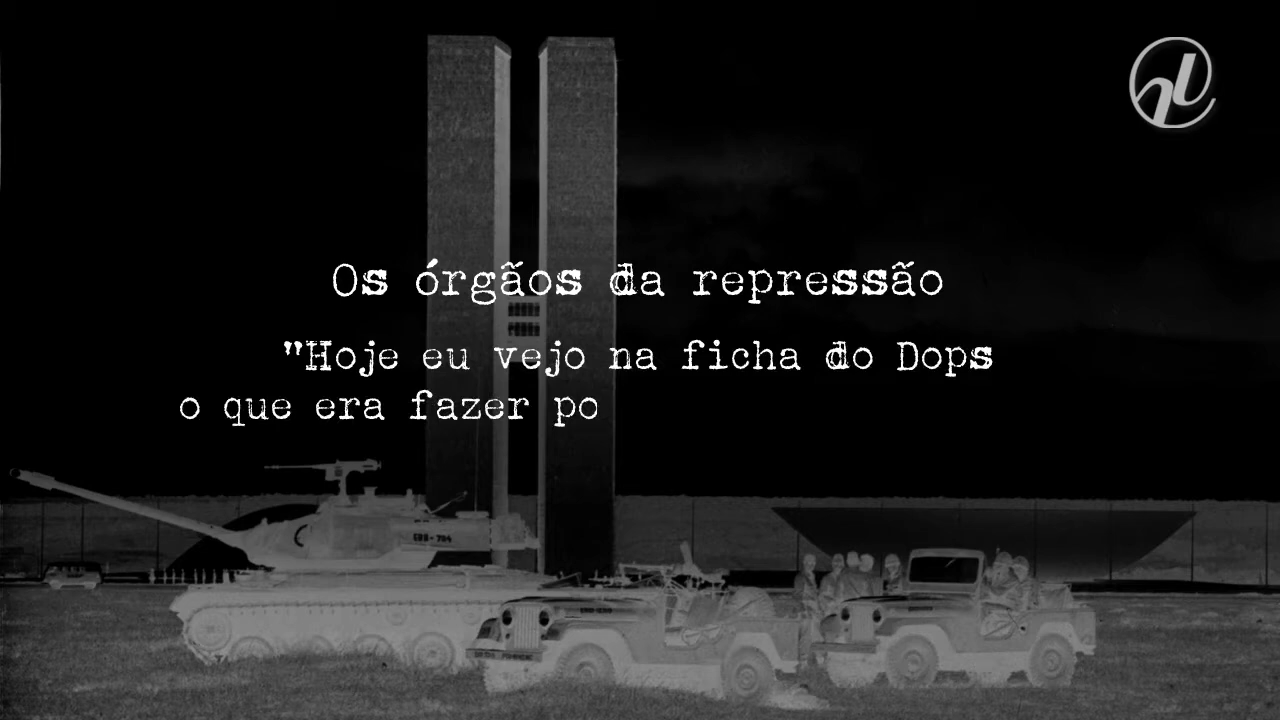 Os órgãos da repressão
"Hoje eu vejo na ficha do Dops
o que era fazer po